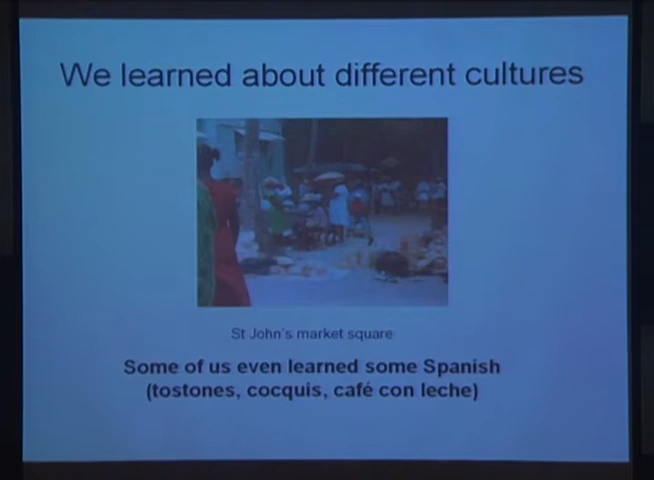 We learned about different cultures
St John's market square
Some of us even learned some Spanish
(tostones, cocquis, café con leche)